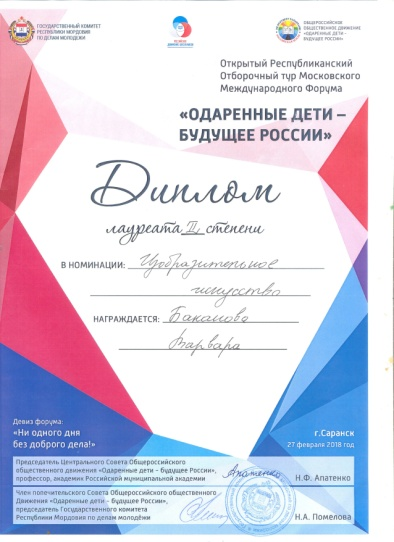 ГОСУДАРСТВЕННЫЙ КОМИТЕТ
РЕСПУБЛИКИ МОРДОВИЯ
ПО ДЕЛАМ МОЛОДЕЖИ
ОБЩЕРОССИЙСКОЕ
ОБЩЕСТВЕННОЕ ДВИЖЕНИЕ
«ОДАРЕННЫЕ ДЕТИ –
БУДУЩЕЕ РОССИИ»
Открытый Республиканский
Отборочный тур Московского
Международного Форума
«ОДАРЕННЫЕ ДЕТИ –
БУДУЩЕЕ РОССИИ»
Диплом
лауреата II степени
В НОМИНАЦИИ: Изобразительное
искусство
НАГРАЖДАЕТСЯ: Баканова
Варвара
Девиз форума:
«Ни одного дня
без доброго дела!»
г.Саранск
27 февраля 2018 год
Председатель Центрального Совета Общероссийского
общественного движения «Одаренные дети - будущее России»,
профессор, академик Российской муниципальной академии
Апатенко
Н.Ф. Апатенко
Член попечительского Совета Общероссийского общественного
Движения «Одаренные дети - будущее России»,
председатель Государственного комитета
Республики Мордовия по делам молодёжи
Н.А. Помелова